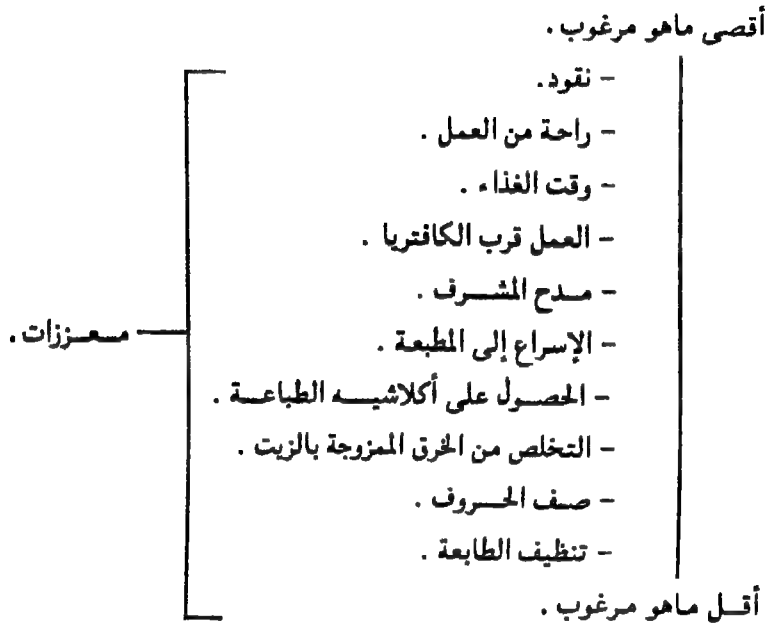 أقصى ماهو مرغوب .
– نقود.
– راحة من العمل .
– وقت الغذاء .
– العمل قرب الكافتريا .
– مدح المشرف .
– الإسراع إلى المطبعة .
– الحصول على أكلاشيه الطباعة .
– التخلص من الخرق الممزوجة بالزيت .
– صف الحروف .
– تنظيف الطابعة .
أقل ماهو مرغوب .
معززات .